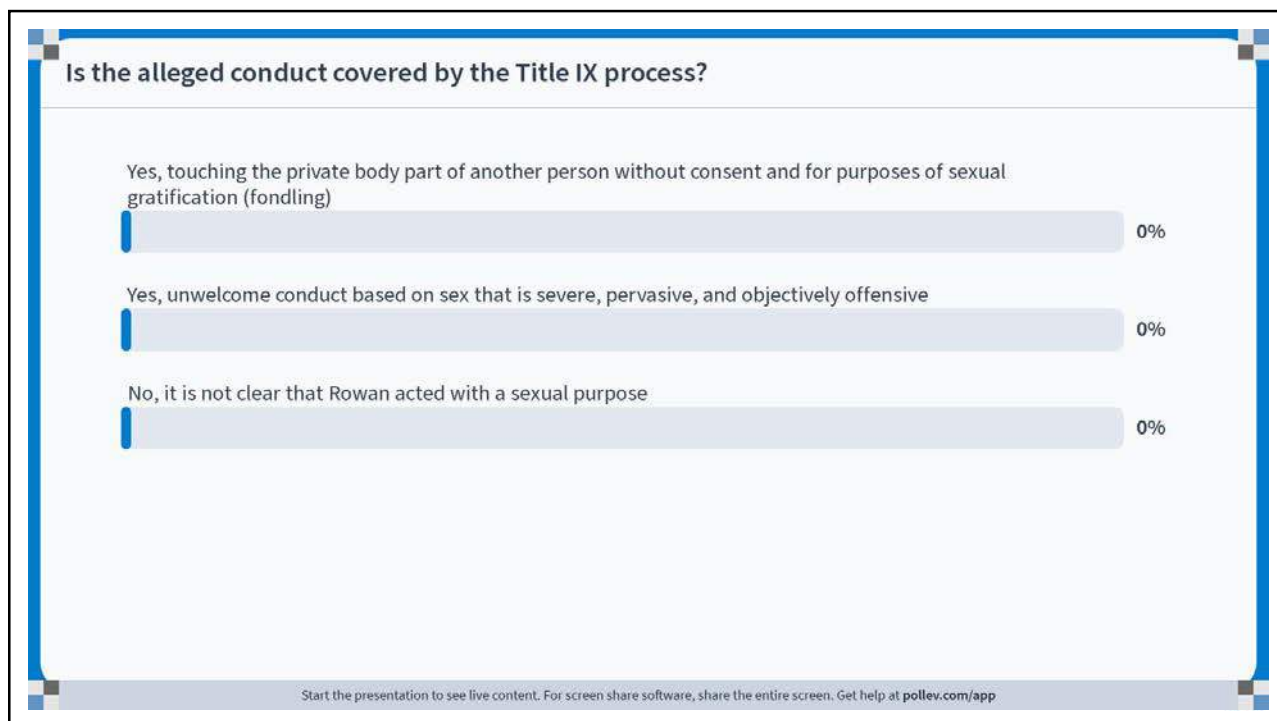 Is the alleged conduct covered by the Title IX process?
Yes, touching the private body part of another person without consent and for purposes of sexual
gratification (fondling)
0%
Yes, unwelcome conduct based on sex that is severe, pervasive, and objectively offensive
0%
No, it is not clear that Rowan acted with a sexual purpose
0%
Start the presentation to see live content. For screen share software, share the entire screen. Get help at pollev.com/app